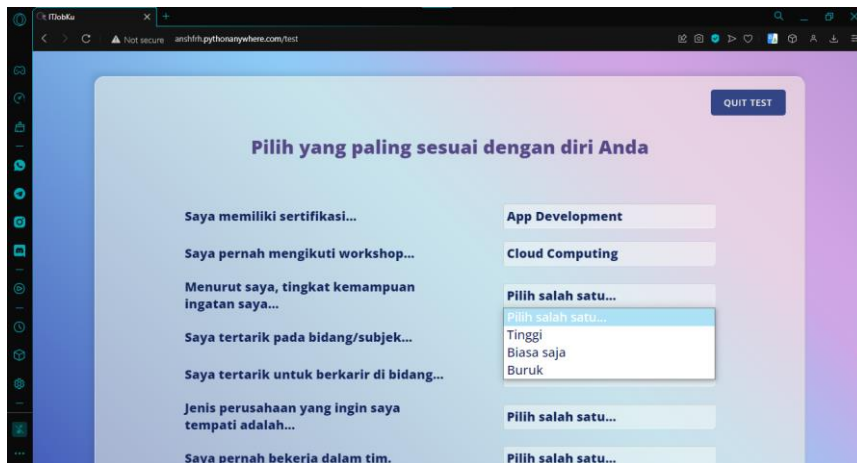 ITJobKu
Not secure anshfrh.pythonanywhere.com/test
QUIT TEST
Pilih yang paling sesuai dengan diri Anda
Saya memiliki sertifikasi... App Development
Saya pernah mengikuti workshop... Cloud Computing
Menurut saya, tingkat kemampuan
ingatan saya... Pilih salah satu...
Pilih salah satu...
Tinggi
Saya tertarik pada bidang/subjek...
Biasa saja
Buruk
Saya tertarik untuk berkarir di bidang...
Jenis perusahaan yang ingin saya
tempati adalah... Pilih salah satu...
Saya pernah bekerja dalam tim. Pilih salah satu...